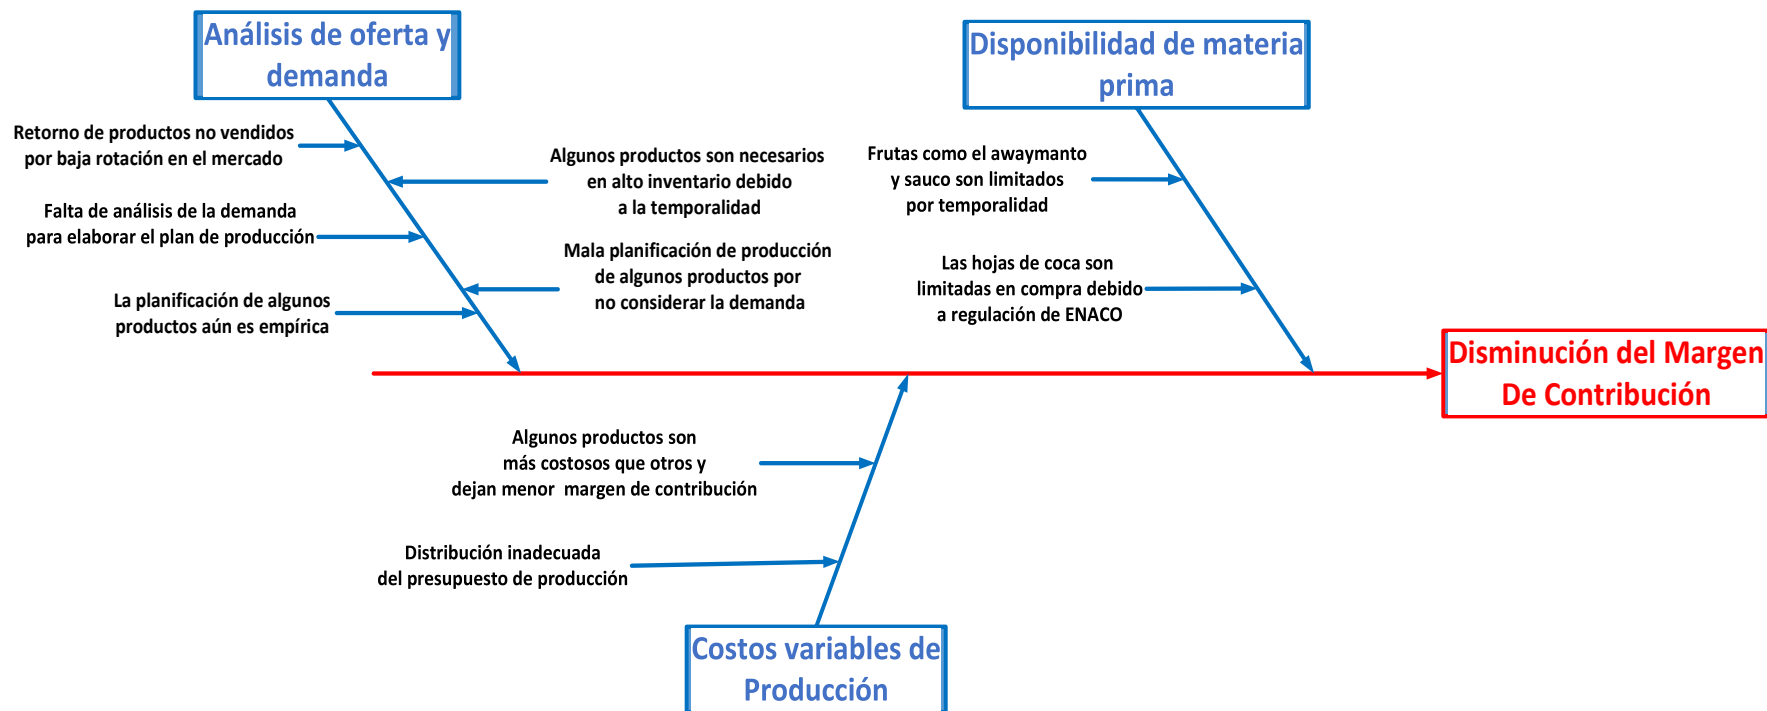 Análisis de oferta y
demanda
Retorno de productos no vendidos
por baja rotación en el mercado
Algunos productos son necesarios
en alto inventario debido
a la temporalidad
Falta de análisis de la demanda
para elaborar el plan de producción
Mala planificación de producción
de algunos productos por
no considerar la demanda
La planificación de algunos
productos aún es empírica
Disponibilidad de materia
prima
Frutas como el awaymanto
y sauco son limitados
por temporalidad
Las hojas de coca son
limitadas en compra debido
a regulación de ENACO
Disminución del Margen
De Contribución
Algunos productos son
más costosos que otros y
dejan menor margen de contribución
Distribución inadecuada
del presupuesto de producción
Costos variables de
Producción